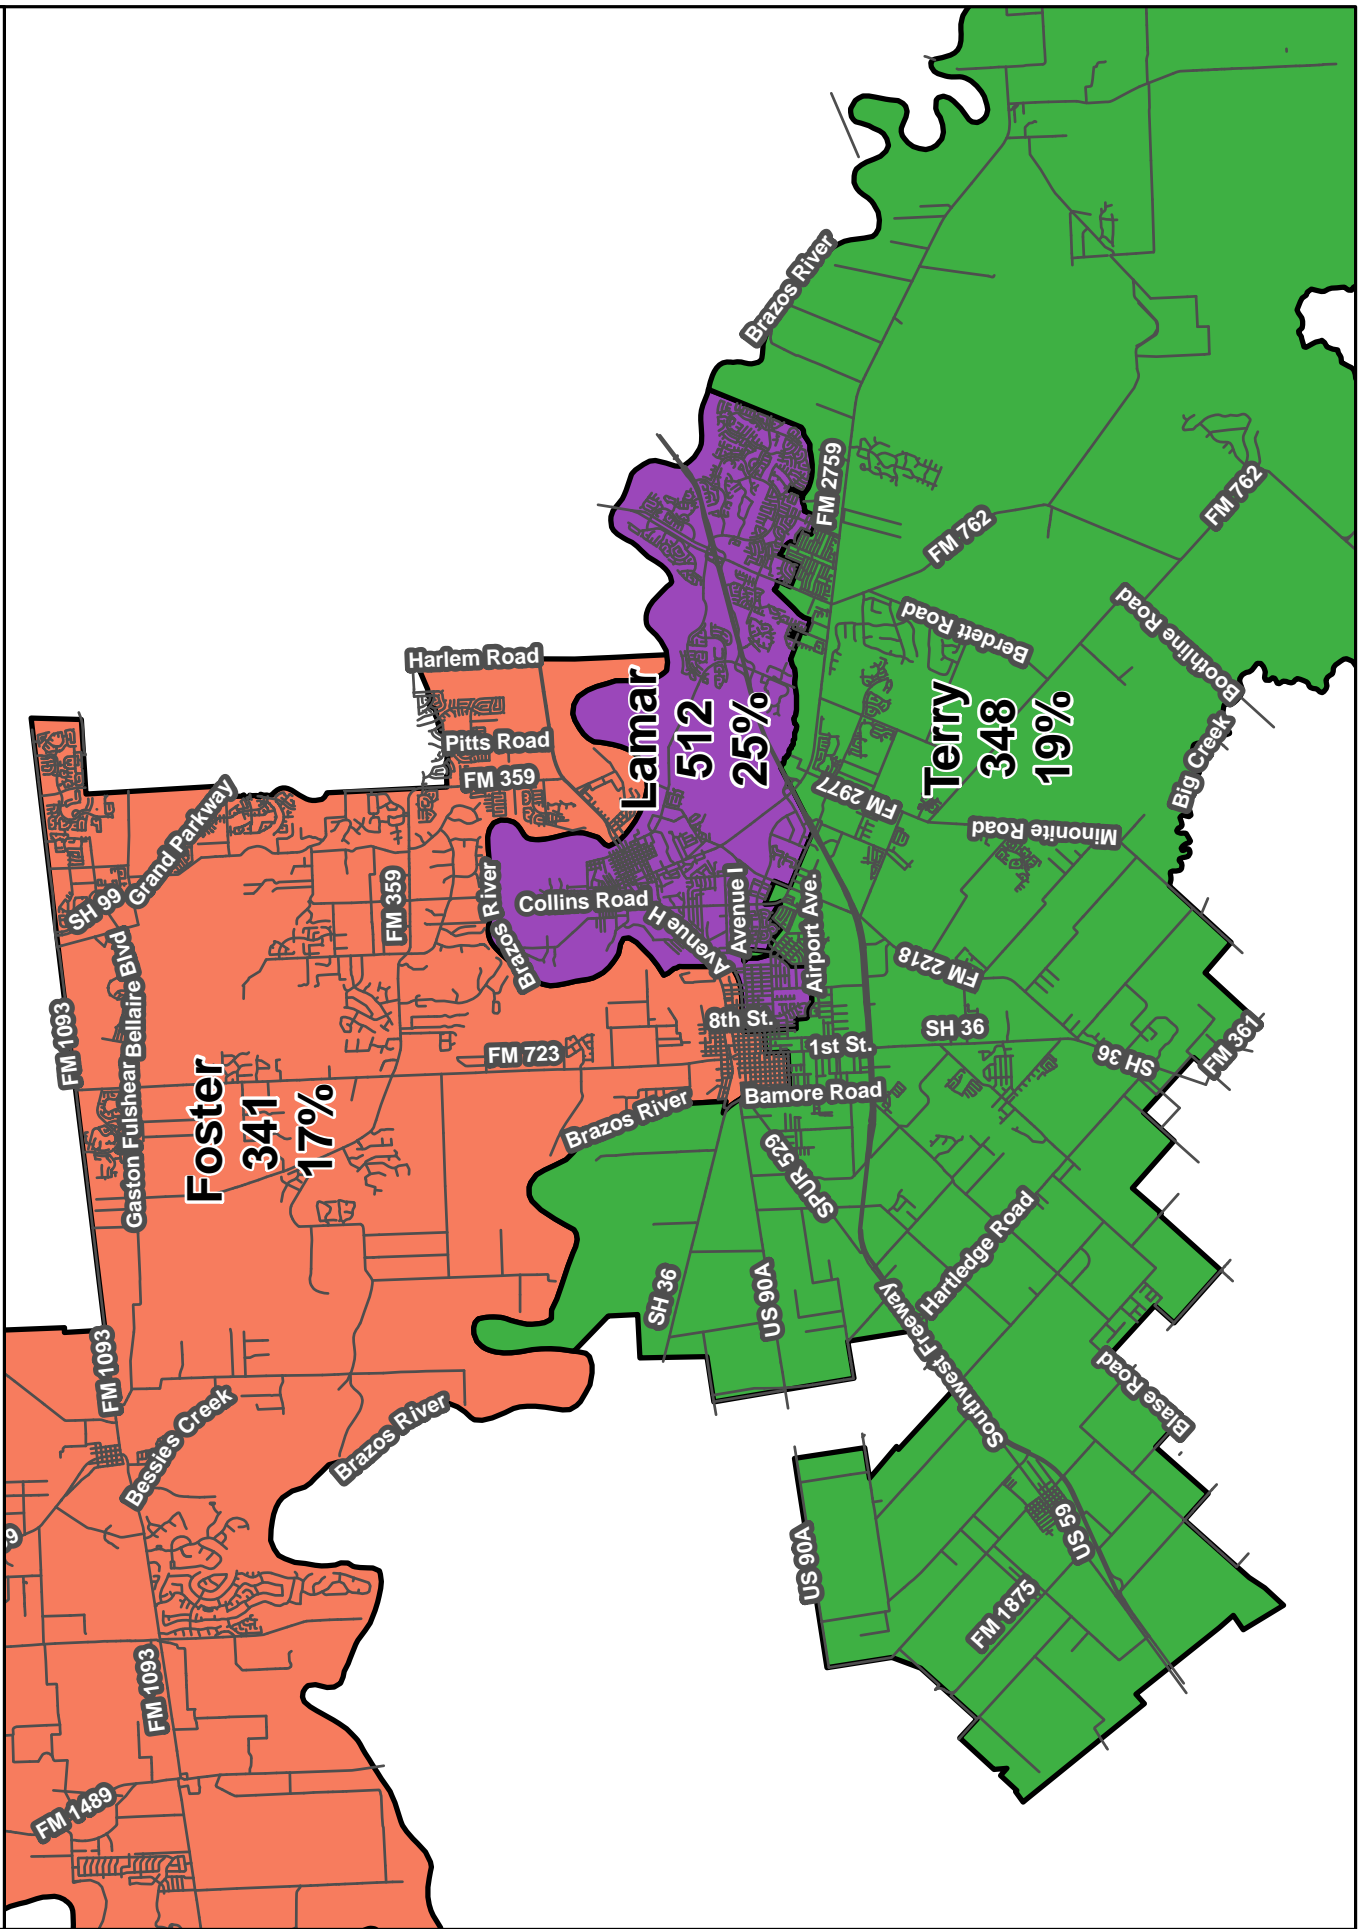 Harlem Road
Pitts Road
FM 359
Grand Parkway
SH 99
FM 359
Gaston Fulshear Bellaire Blvd
FM 1093
Brazos River
Collins Road
Avenue H
Avenue I
Airport Ave.
8th St.
1st St.
FM 723
Bamore Road
Brazos River
Foster
341
17%
Lamar
512
25%
Terry
348
19%
Brazos River
FM 2759
FM 762
FM 762
Berdett Road
Boothline Road
Big Creek
FM 2977
Minonite Road
FM 2218
SH 36
SH 36
FM 361
SPUR 529
SH 36
US 90A
Hartledge Road
Southwest Freeway
Blase Road
US 59
US 90A
FM 1875
FM 1093
Bessies Creek
Brazos River
9
FM 1093
FM 1489